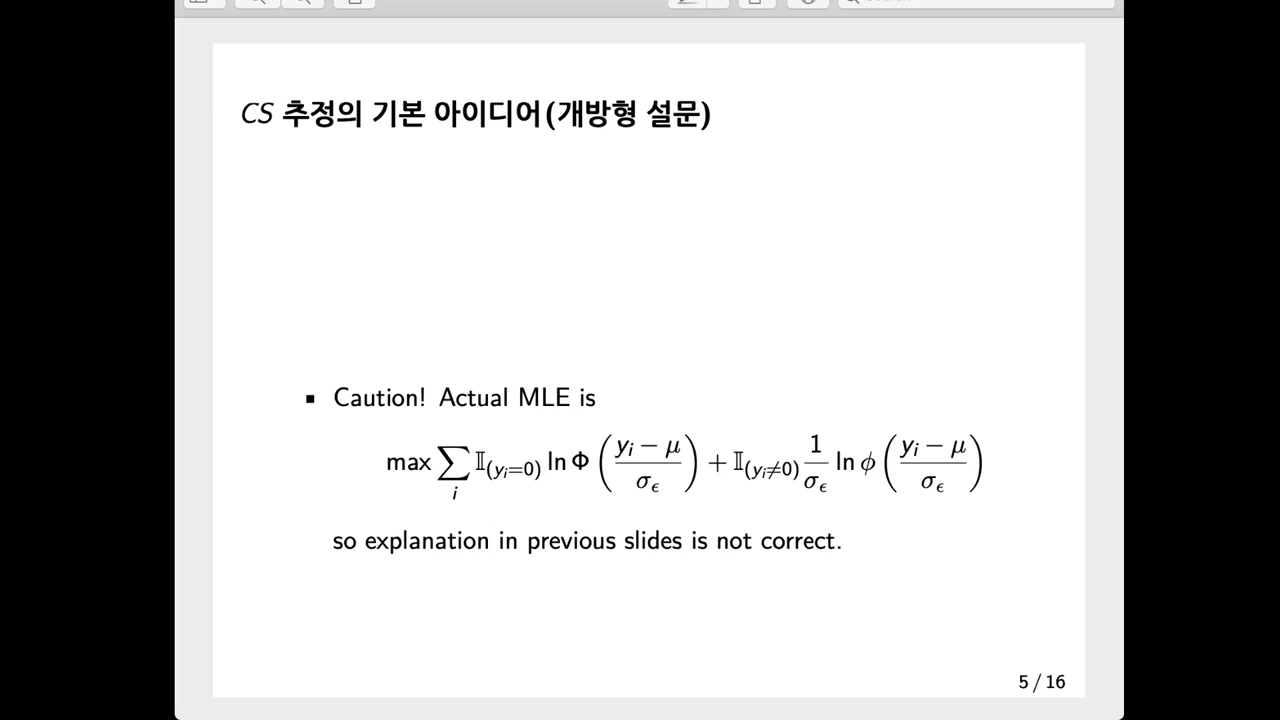 CS 추정의 기본 아이디어(개방형 설문)
▪ Caution! Actual MLE is
max ∑_i 𝕀_(y_i=0) ln Φ ((y_i − μ)/σ_ϵ) + 𝕀_(y_i≠0) 1/σ_ϵ ln ϕ ((y_i − μ)/σ_ϵ)
so explanation in previous slides is not correct.
5 / 16